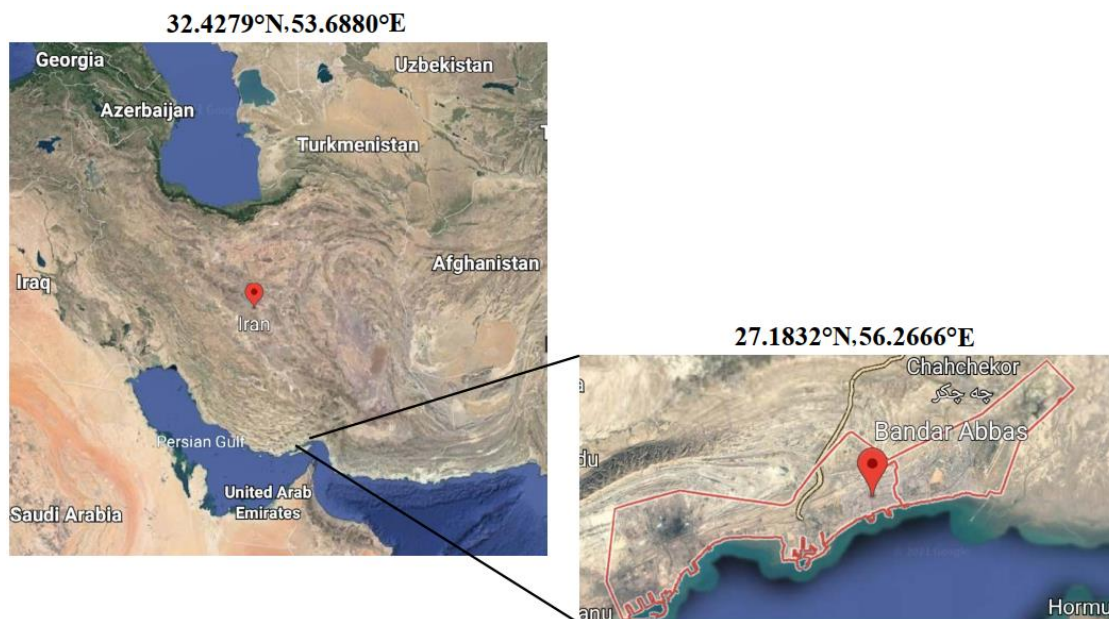 32.4279°N,53.6880°E
Georgia
Uzbekistan
Azerbaijan
Turkmenistan
Afghanistan
Iraq
Iran
Persian Gulf
United Arab
Emirates
Saudi Arabia
27.1832°N,56.2666°E
Chahchekor
چه چکر
Bandar Abbas